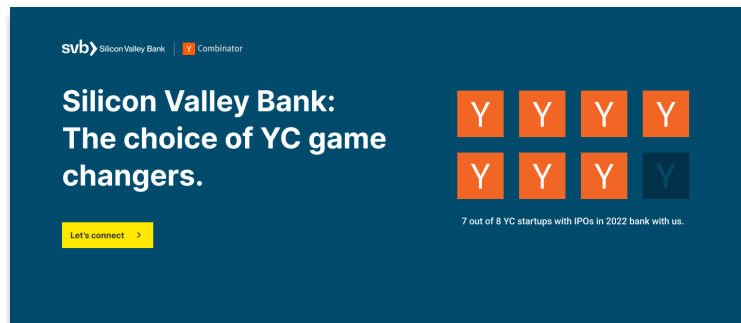 svb Silicon Valley Bank Y Combinator
Silicon Valley Bank:
The choice of YC game
changers.
Let's connect
Y Y Y Y
Y Y Y Y
7 out of 8 YC startups with IPOs in 2022 bank with us.